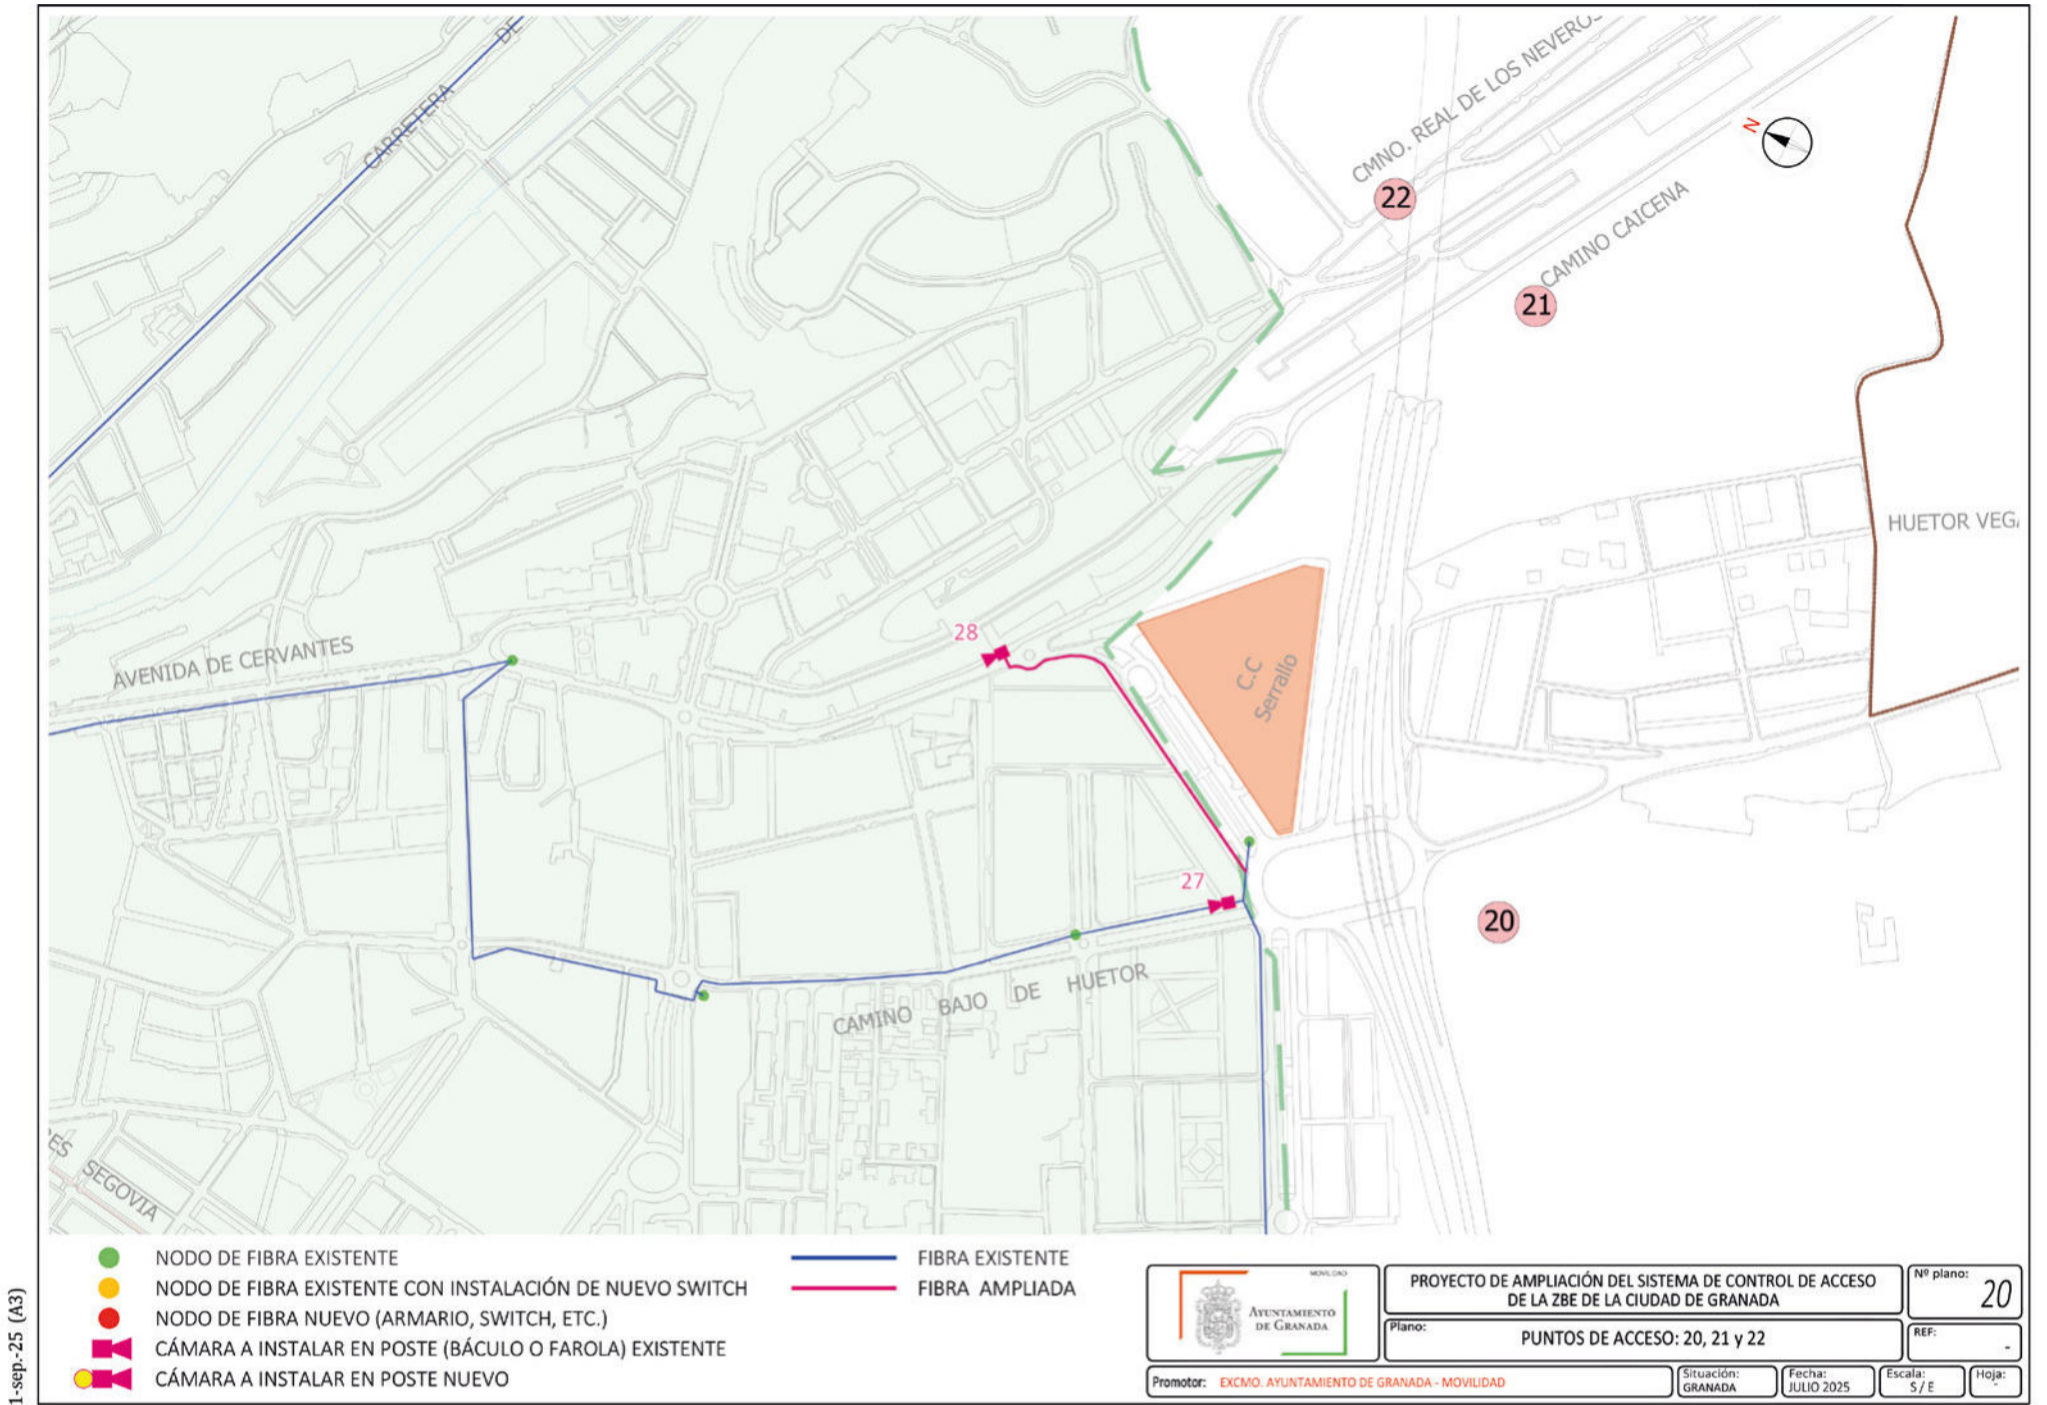 CARRETERA DE
CMNO. REAL DE LOS NEVEROS
N
22
CAMINO CAICENA
21
HUETOR VEGA
28
AVENIDA DE CERVANTES
C.C
Serrallo
27
20
CAMINO BAJO DE HUETOR
SEGOVIA
NODO DE FIBRA EXISTENTE
NODO DE FIBRA EXISTENTE CON INSTALACIÓN DE NUEVO SWITCH
NODO DE FIBRA NUEVO (ARMARIO, SWITCH, ETC.)
CÁMARA A INSTALAR EN POSTE (BÁCULO O FAROLA) EXISTENTE
CÁMARA A INSTALAR EN POSTE NUEVO
FIBRA EXISTENTE
FIBRA AMPLIADA
MOVILIDAD
AYUNTAMIENTO
DE GRANADA
PROYECTO DE AMPLIACIÓN DEL SISTEMA DE CONTROL DE ACCESO
DE LA ZBE DE LA CIUDAD DE GRANADA
Nº plano:
20
Plano:
PUNTOS DE ACCESO: 20, 21 y 22
REF:
-
Promotor: EXCMO. AYUNTAMIENTO DE GRANADA - MOVILIDAD
Situación:
GRANADA
Fecha:
JULIO 2025
Escala:
S / E
Hoja:
-
1-sep.-25 (A3)